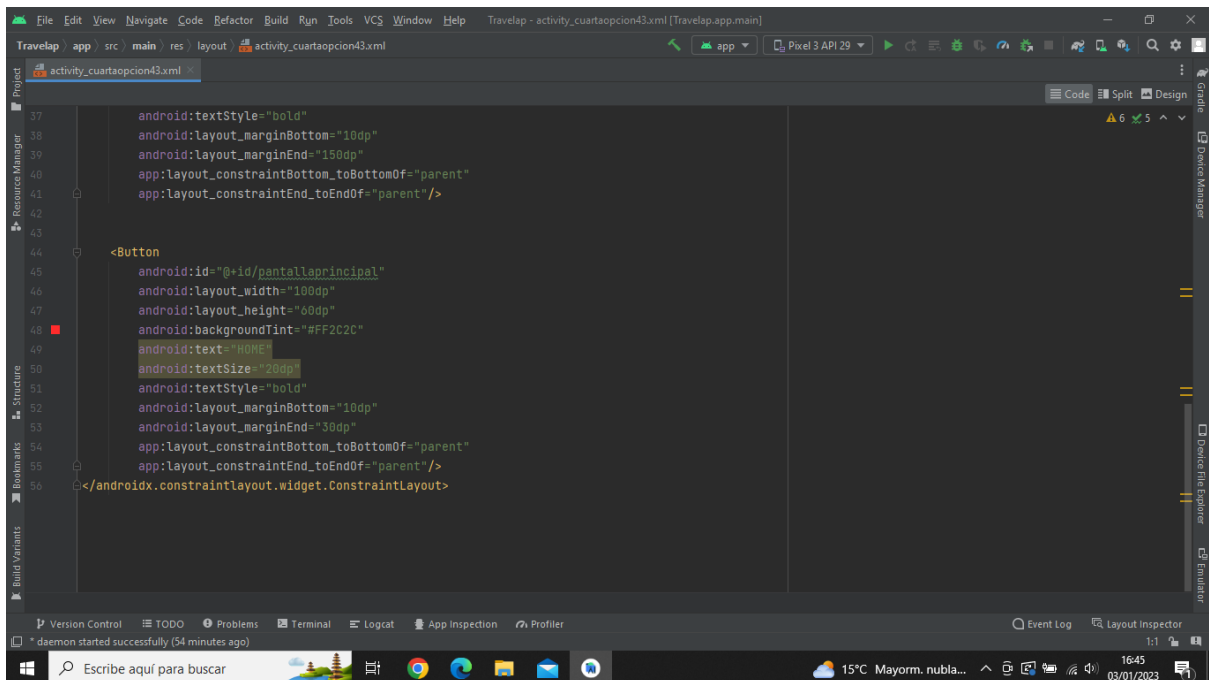 File Edit View Navigate Code Refactor Build Run Tools VCS Window Help Travelap - activity_cuartaopcion43.xml [Travelap.app.main]
Travelap app src main res layout activity_cuartaopcion43.xml app Pixel 3 API 29
activity_cuartaopcion43.xml
Code Split Design
6 5
37 android:textStyle="bold"
38 android:layout_marginBottom="10dp"
39 android:layout_marginEnd="150dp"
40 app:layout_constraintBottom_toBottomOf="parent"
41 app:layout_constraintEnd_toEndOf="parent"/>
42
43
44 <Button
45 android:id="@+id/pantallaprincipal"
46 android:layout_width="100dp"
47 android:layout_height="60dp"
48 android:backgroundTint="#FF2C2C"
49 android:text="HOME"
50 android:textSize="20dp"
51 android:textStyle="bold"
52 android:layout_marginBottom="10dp"
53 android:layout_marginEnd="30dp"
54 app:layout_constraintBottom_toBottomOf="parent"
55 app:layout_constraintEnd_toEndOf="parent"/>
56 </androidx.constraintlayout.widget.ConstraintLayout>
Project
Resource Manager
Structure
Bookmarks
Build Variants
Gradle
Device Manager
Device File Explorer
Emulator
Version Control TODO Problems Terminal Logcat App Inspection Profiler Event Log Layout Inspector
* daemon started successfully (54 minutes ago) 1:1
Escribe aquí para buscar 15°C Mayorm. nubla... 16:45
03/01/2023
1